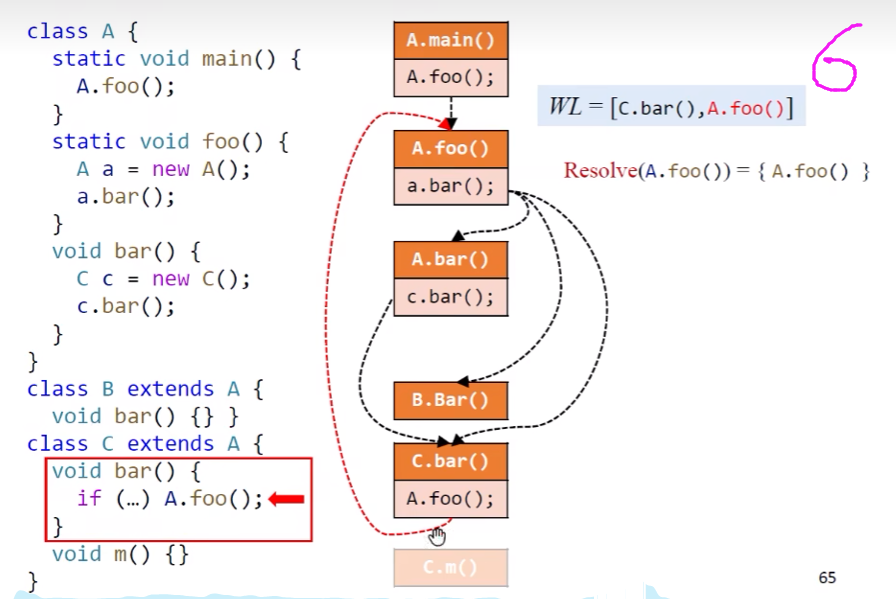 class A {
static void main() {
A.foo();
}
static void foo() {
A a = new A();
a.bar();
}
void bar() {
C c = new C();
c.bar();
}
}
class B extends A {
void bar() {} }
class C extends A {
void bar() {
if (…) A.foo();
}
void m() {}
}
A.main()
A.foo();
A.foo()
a.bar();
A.bar()
c.bar();
B.Bar()
C.bar()
A.foo();
C.m()
6
WL = [C.bar(),A.foo()]
Resolve(A.foo()) = { A.foo() }
65